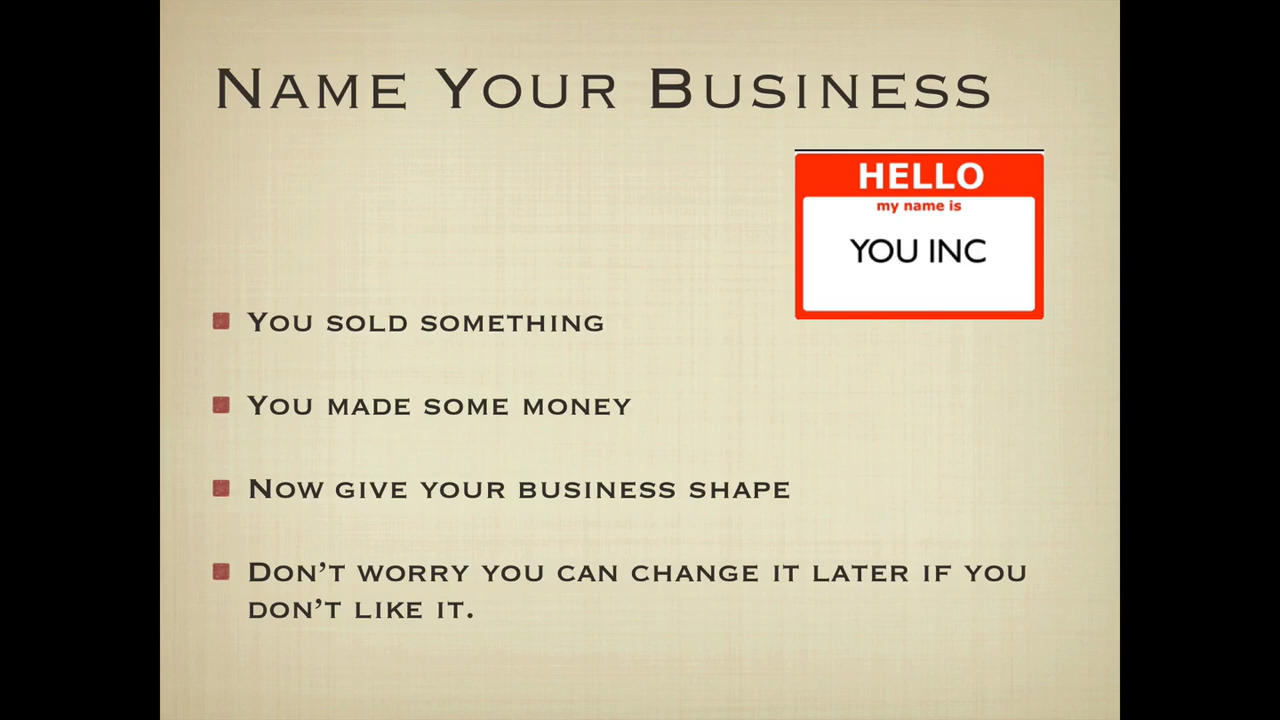 Name Your Business
HELLO
my name is
YOU INC
You sold something
You made some money
Now give your business shape
Don't worry you can change it later if you
don't like it.